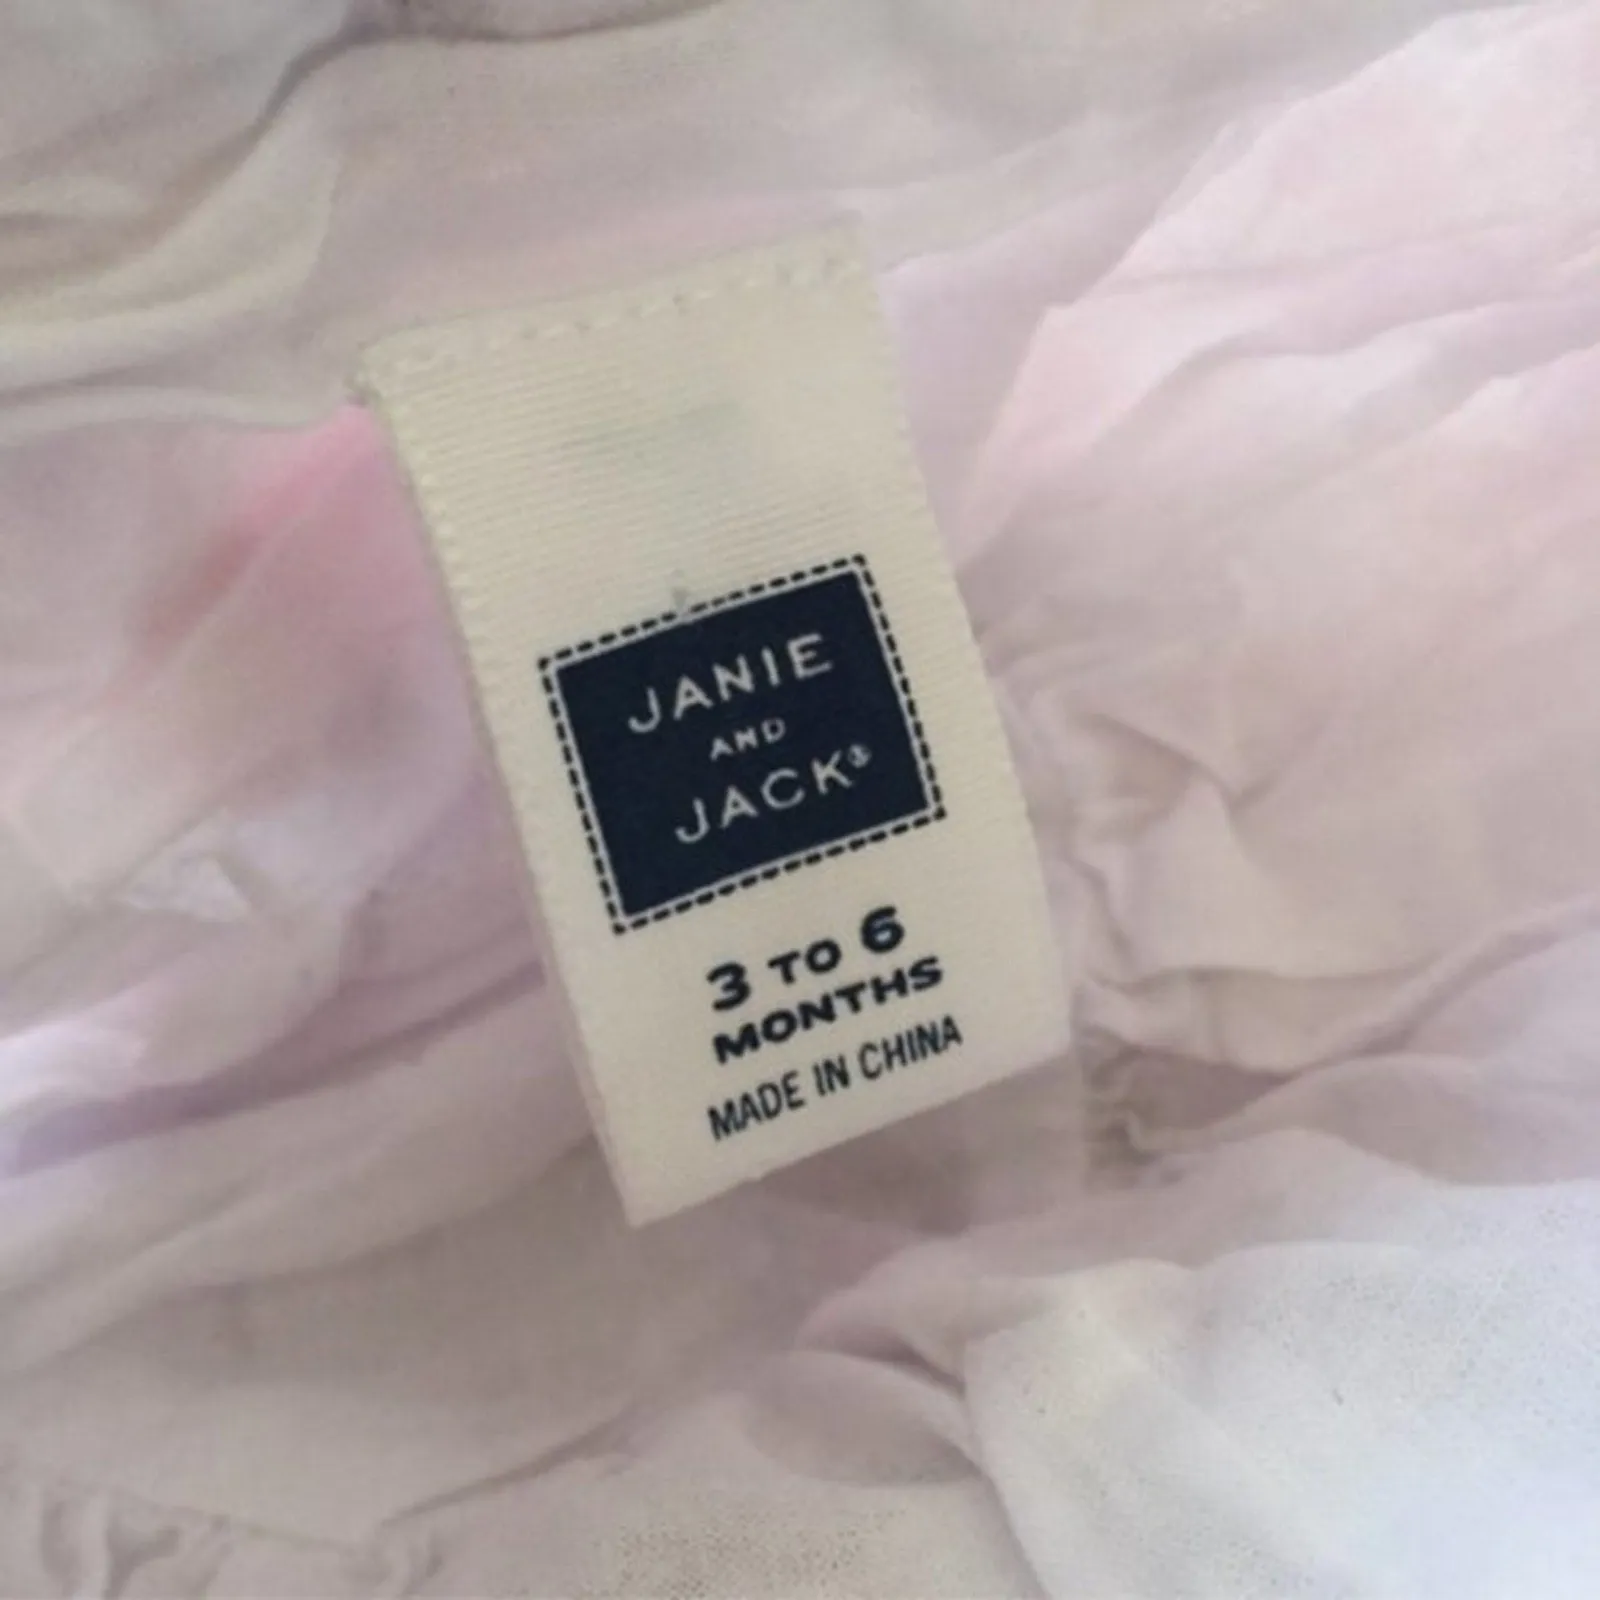 JANIE
AND
JACK®
3 TO 6
MONTHS
MADE IN CHINA